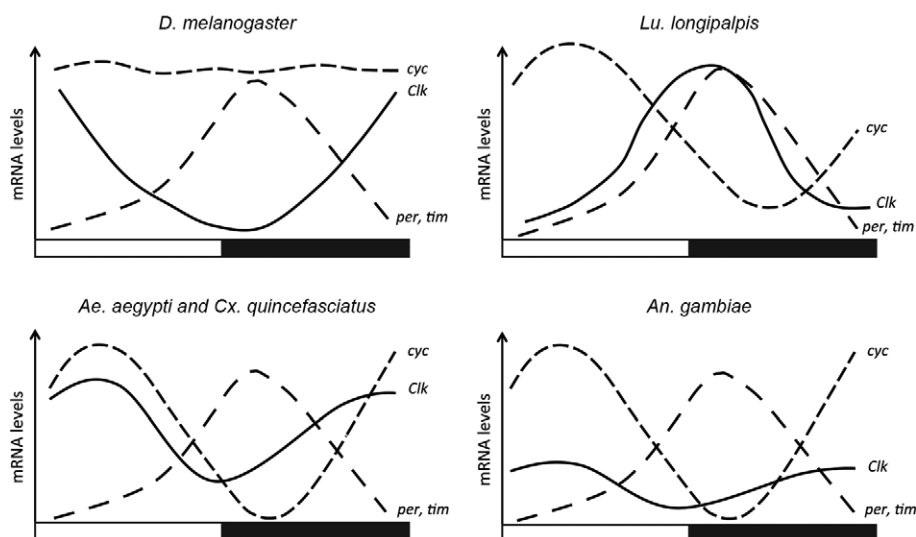 D. melanogaster
mRNA levels
cyc
Clk
per, tim
Lu. longipalpis
mRNA levels
cyc
Clk
per, tim
Ae. aegypti and Cx. quincefasciatus
mRNA levels
cyc
Clk
per, tim
An. gambiae
mRNA levels
cyc
Clk
per, tim